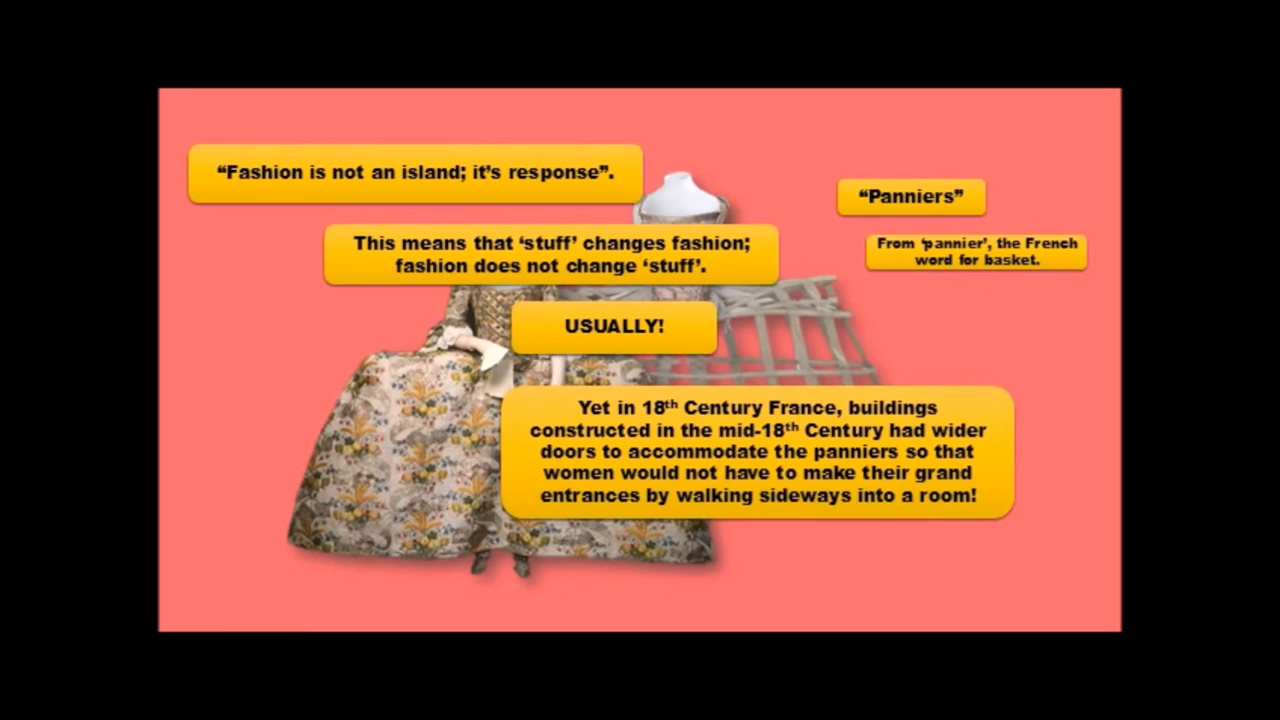 “Fashion is not an island; it’s response”.
“Panniers”
From ‘pannier’, the French
word for basket.
This means that ‘stuff’ changes fashion;
fashion does not change ‘stuff’.
USUALLY!
Yet in 18th Century France, buildings
constructed in the mid-18th Century had wider
doors to accommodate the panniers so that
women would not have to make their grand
entrances by walking sideways into a room!